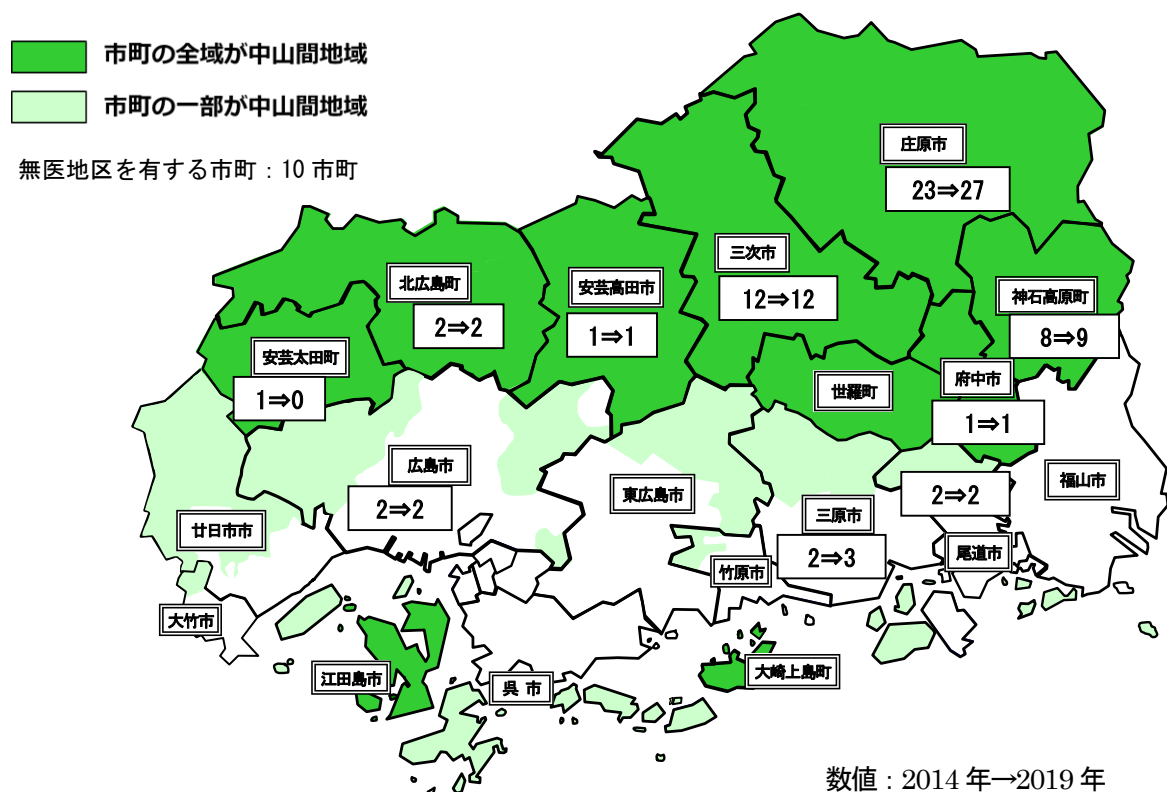 市町の全域が中山間地域
市町の一部が中山間地域
無医地区を有する市町：10 市町
庄原市
23⇒27
三次市
12⇒12
北広島町
2⇒2
安芸高田市
1⇒1
神石高原町
8⇒9
安芸太田町
1⇒0
世羅町
府中市
1⇒1
広島市
2⇒2
東広島市
2⇒2
福山市
三原市
2⇒3
廿日市市
尾道市
竹原市
大竹市
江田島市
呉 市
大崎上島町
数値：2014 年→2019 年